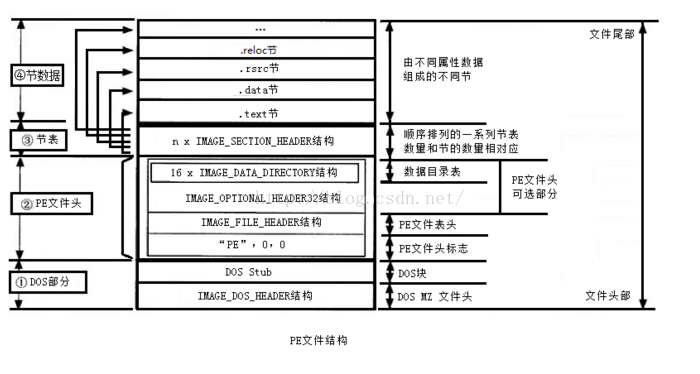 ...
文件尾部
.reloc节
④节数据
.rsrc节
由不同属性数据
组成的不同节
.data节
.text节
③ 节表
n x IMAGE_SECTION_HEADER结构
顺序排列的一系列节表
数量和节的数量相对应
16 x IMAGE_DATA_DIRECTORY结构
数据目录表
PE文件头
可选部分
② PE文件头
IMAGE_OPTIONAL_HEADER32结构
http://blog.csdn.net/
IMAGE_FILE_HEADER结构
PE文件表头
“PE”,0,0
PE文件头标志
DOS Stub
DOS块
①DOS部分
IMAGE_DOS_HEADER结构
DOS MZ 文件头
文件头部
PE文件结构